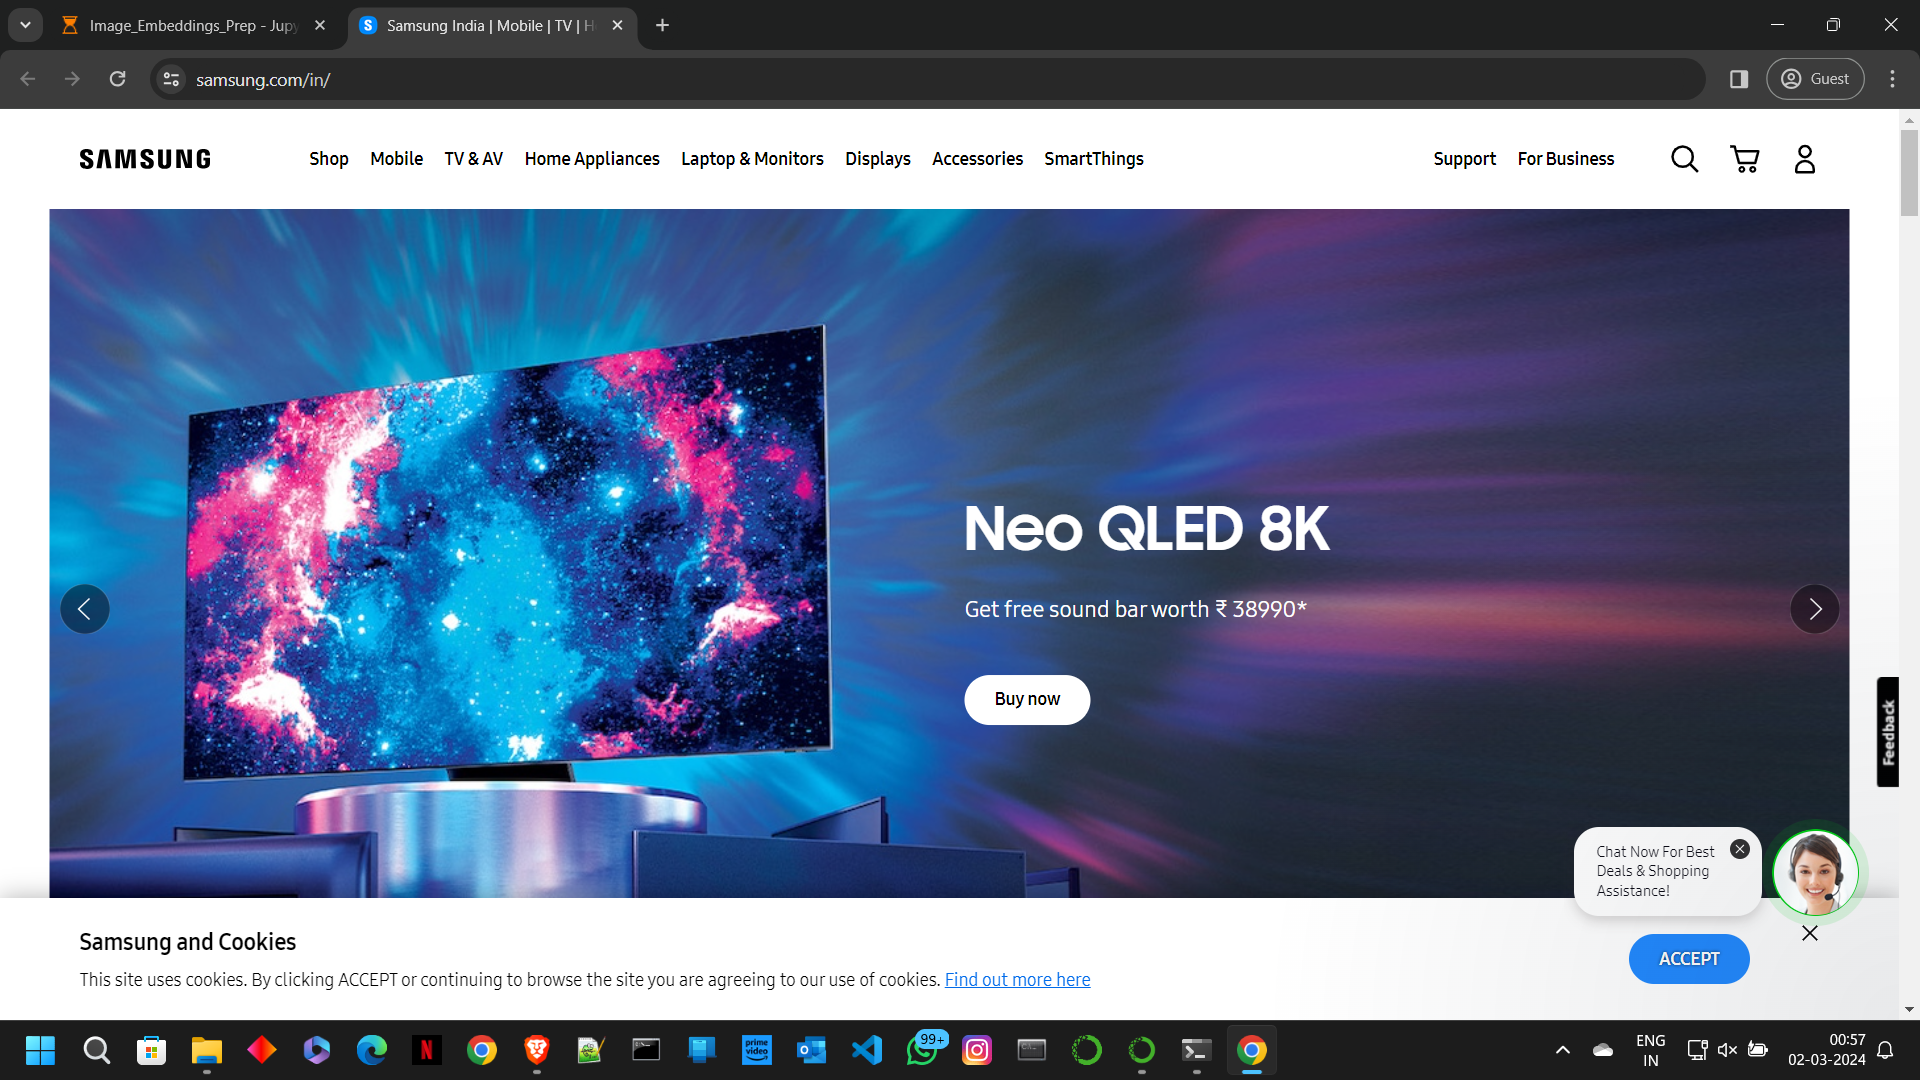 Image_Embeddings_Prep - Jupy
Samsung India | Mobile | TV | H
samsung.com/in/
Guest
SAMSUNG
Shop Mobile TV & AV Home Appliances Laptop & Monitors Displays Accessories SmartThings Support For Business
Neo QLED 8K
Get free sound bar worth ₹ 38990*
Buy now
Feedback
Chat Now For Best
Deals & Shopping
Assistance!
Samsung and Cookies
This site uses cookies. By clicking ACCEPT or continuing to browse the site you are agreeing to our use of cookies. Find out more here
ACCEPT
prime
video
99+
ENG
IN
00:57
02-03-2024